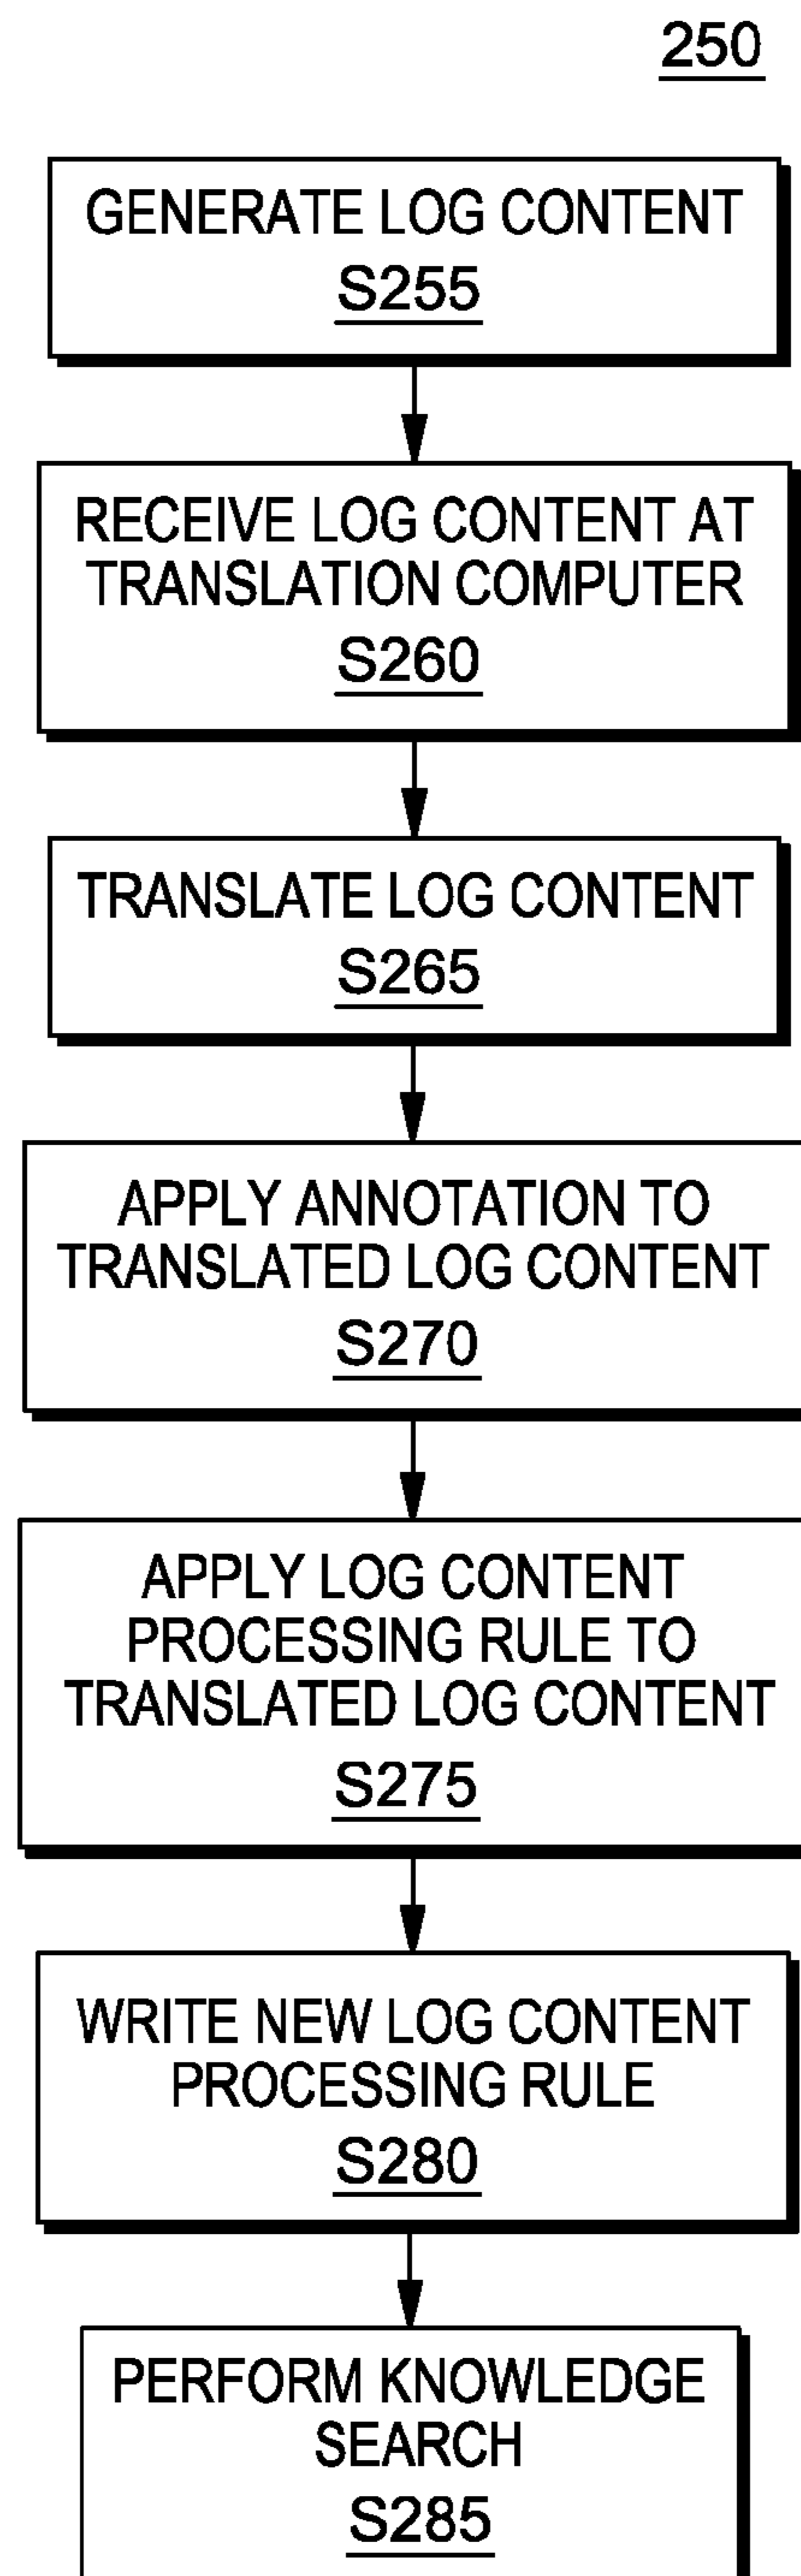 250
GENERATE LOG CONTENT
S255
RECEIVE LOG CONTENT AT
TRANSLATION COMPUTER
S260
TRANSLATE LOG CONTENT
S265
APPLY ANNOTATION TO
TRANSLATED LOG CONTENT
S270
APPLY LOG CONTENT
PROCESSING RULE TO
TRANSLATED LOG CONTENT
S275
WRITE NEW LOG CONTENT
PROCESSING RULE
S280
PERFORM KNOWLEDGE
SEARCH
S285